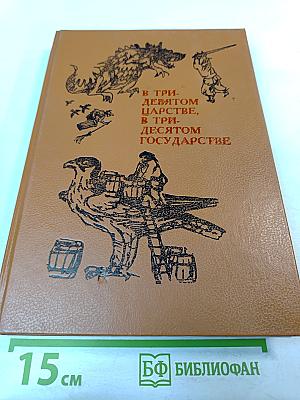 В ТРИ-
ДЕВЯТОМ
ЦАРСТВЕ,
В ТРИ-
ДЕСЯТОМ
ГОСУДАРСТВЕ
15 см
БФ БИБЛИОФАН